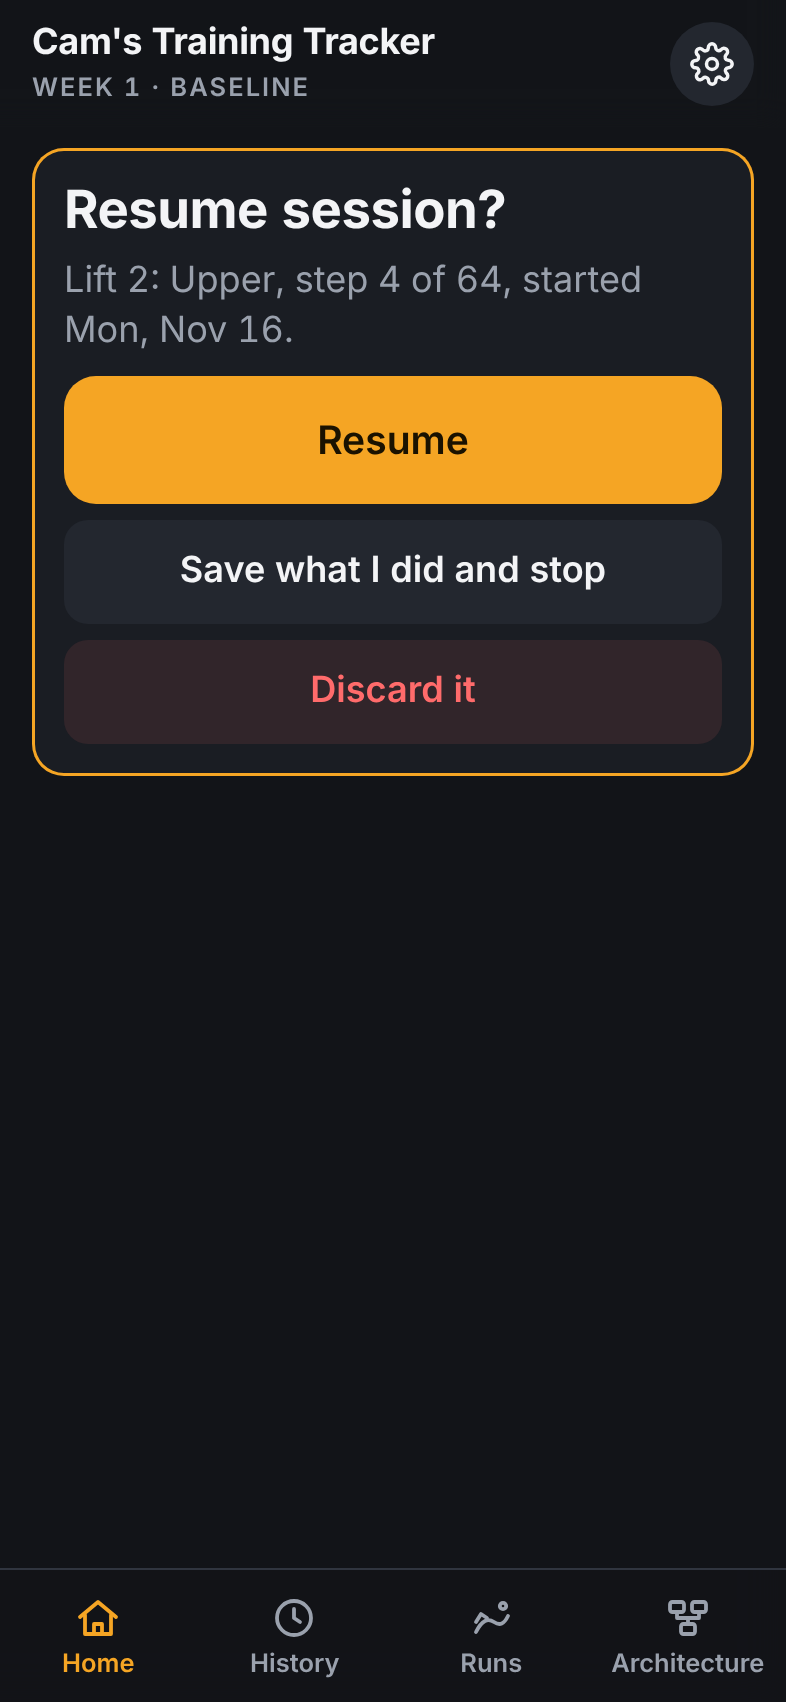 Cam's Training Tracker
WEEK 1 · BASELINE
Resume session?
Lift 2: Upper, step 4 of 64, started
Mon, Nov 16.
Resume
Save what I did and stop
Discard it
Home
History
Runs
Architecture